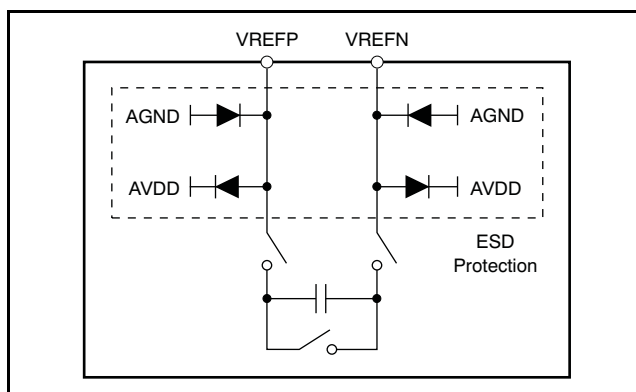 VREFP VREFN
AGND AGND
AVDD AVDD
ESD
Protection